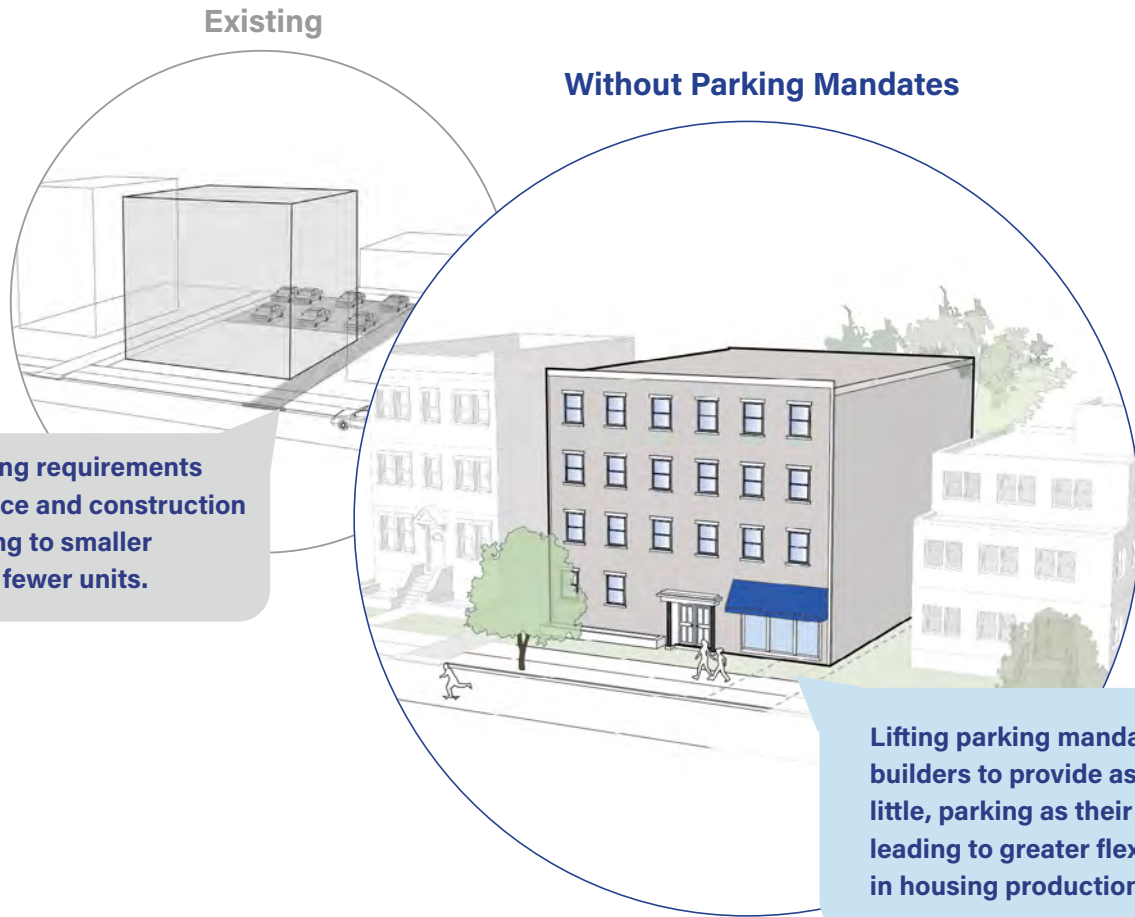 Existing
Without Parking Mandates
ing requirements
ce and construction
ng to smaller
fewer units.
Lifting parking manda
builders to provide as
little, parking as their
leading to greater flex
in housing production